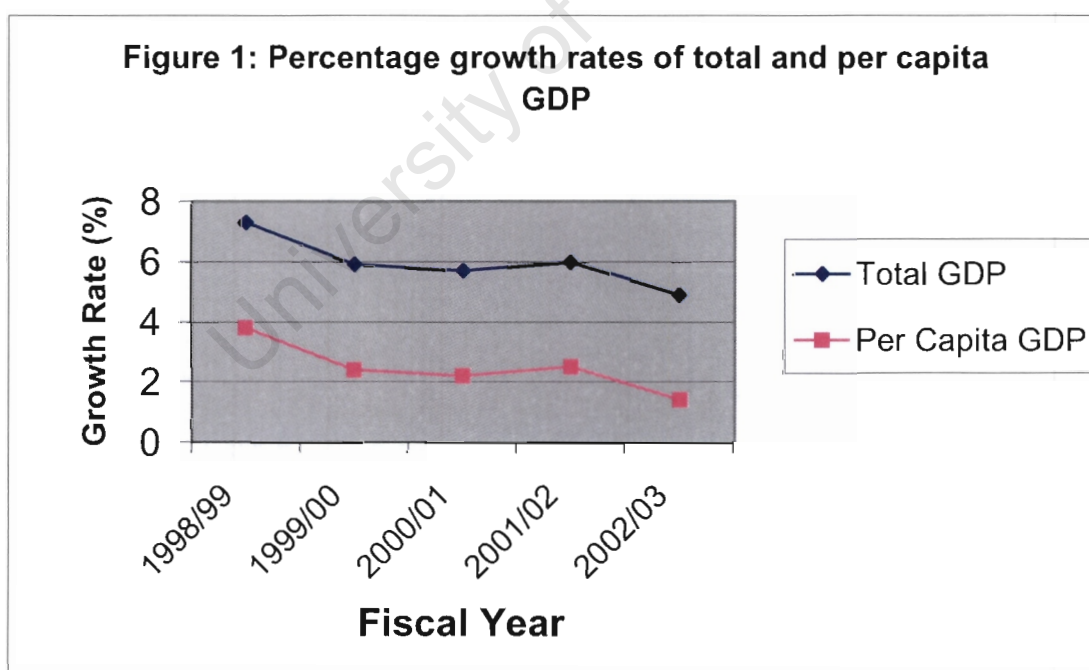 University of
Figure 1: Percentage growth rates of total and per capita
GDP
Growth Rate (%)
8
6
4
2
0
1998/99
1999/00
2000/01
2001/02
2002/03
Fiscal Year
Total GDP
Per Capita GDP